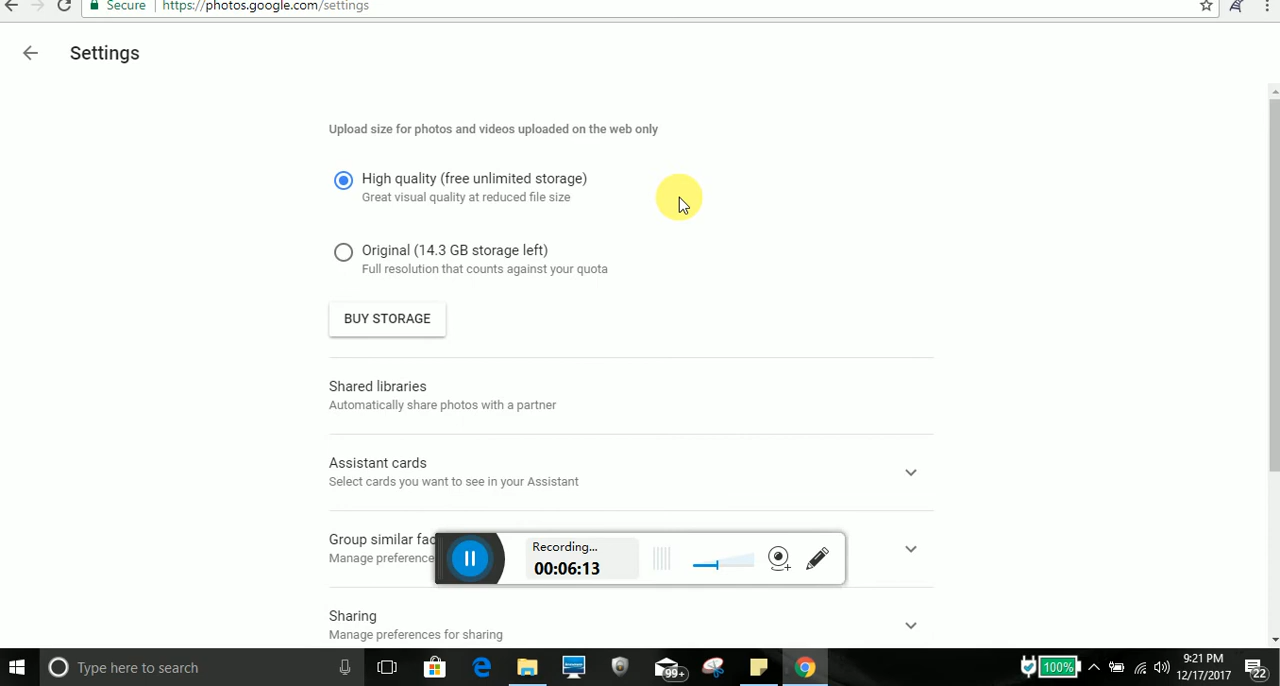 Secure https://photos.google.com/settings
Settings
Upload size for photos and videos uploaded on the web only
High quality (free unlimited storage)
Great visual quality at reduced file size
Original (14.3 GB storage left)
Full resolution that counts against your quota
BUY STORAGE
Shared libraries
Automatically share photos with a partner
Assistant cards
Select cards you want to see in your Assistant
Group similar fac
Manage preference
Recording...
00:06:13
Sharing
Manage preferences for sharing
Type here to search
99+
100%
9:21 PM
12/17/2017
22